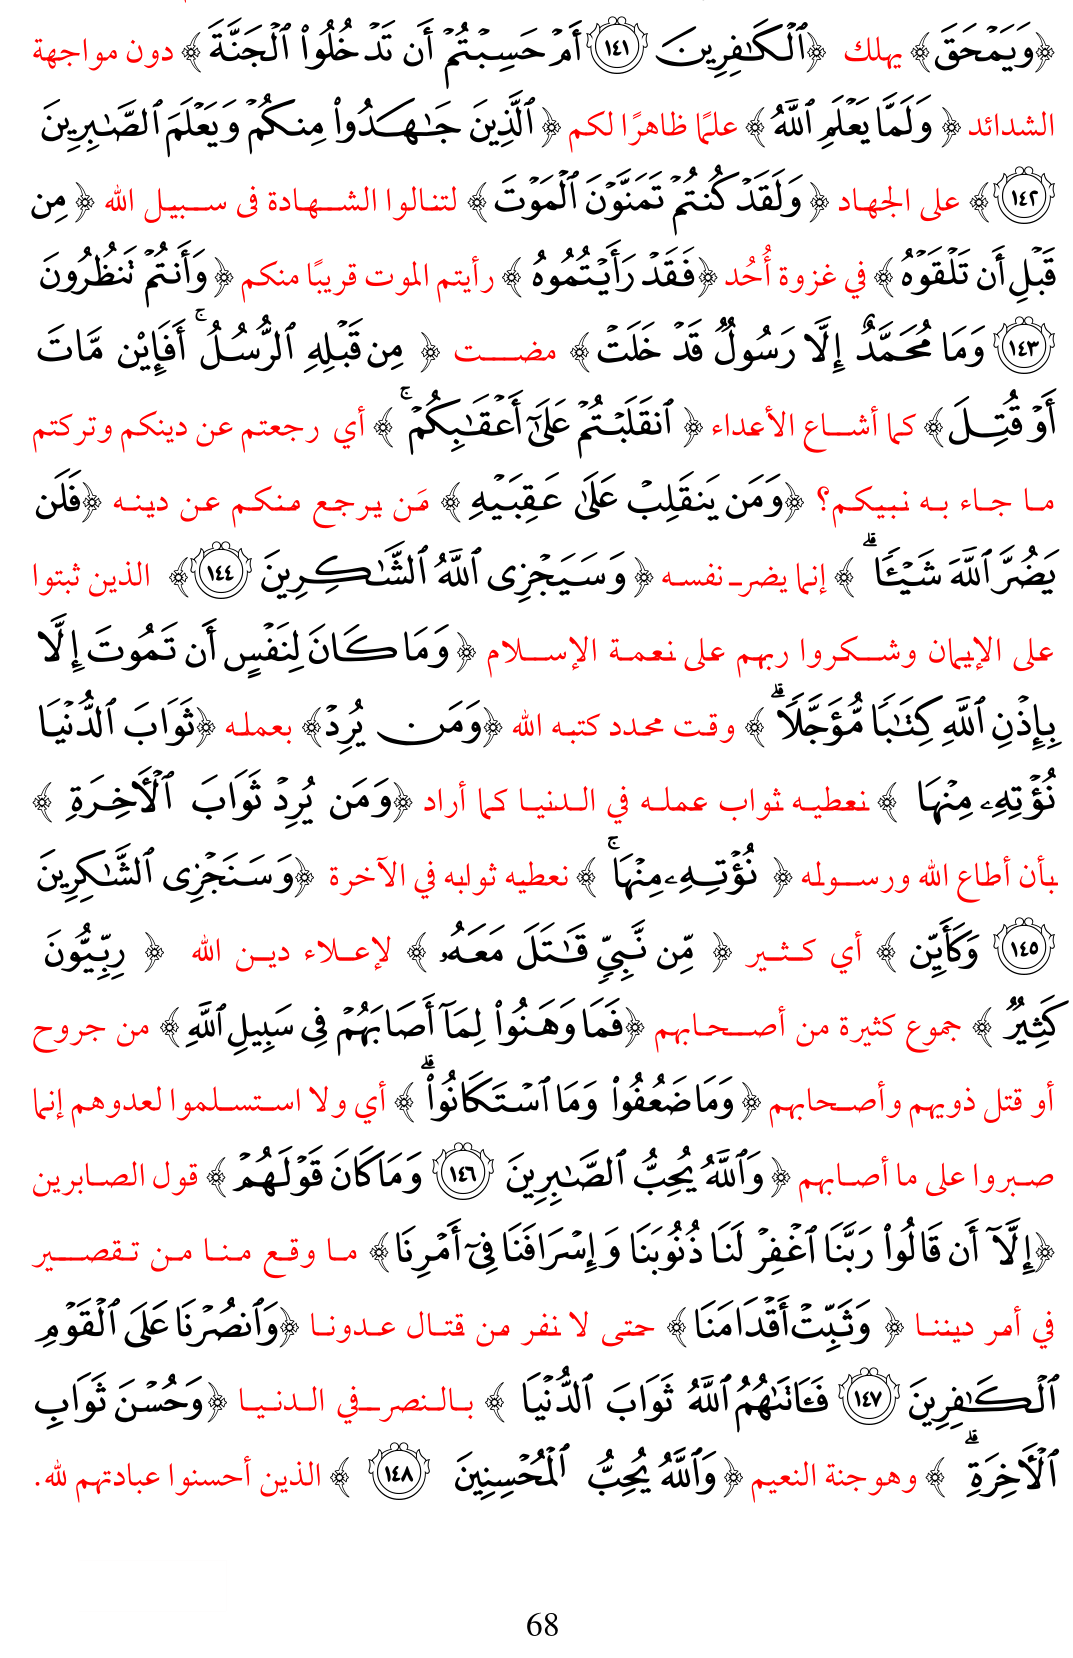 ﴿وَيَمۡحَقَ﴾ يهلك ﴿ٱلۡكَٰفِرِينَ ١٤١ أَمۡ حَسِبۡتُمۡ أَن تَدۡخُلُواْ ٱلۡجَنَّةَ﴾ دون مواجهة
الشدائد ﴿وَلَمَّا يَعۡلَمِ ٱللَّهُ﴾ علمًا ظاهرًا لكم ﴿ٱلَّذِينَ جَٰهَدُواْ مِنكُمۡ وَيَعۡلَمَ ٱلصَّٰبِرِينَ
١٤٢﴾ على الجهاد ﴿وَلَقَدۡ كُنتُمۡ تَمَنَّوۡنَ ٱلۡمَوۡتَ﴾ لتنالوا الشهادة فى سبيل الله ﴿مِن
قَبۡلِ أَن تَلۡقَوۡهُ﴾ في غزوة أُحُد ﴿فَقَدۡ رَأَيۡتُمُوهُ﴾ رأيتم الموت قريبًا منكم ﴿وَأَنتُمۡ تَنظُرُونَ
١٤٣ وَمَا مُحَمَّدٌ إِلَّا رَسُولٞ قَدۡ خَلَتۡ﴾ مضت ﴿مِن قَبۡلِهِ ٱلرُّسُلُۚ أَفَإِيْن مَّاتَ
أَوۡ قُتِلَ﴾ كما أشاع الأعداء ﴿ٱنقَلَبۡتُمۡ عَلَىٰٓ أَعۡقَٰبِكُمۡۚ﴾ أي رجعتم عن دينكم وتركتم
ما جاء به نبيكم؟ ﴿وَمَن يَنقَلِبۡ عَلَىٰ عَقِبَيۡهِ﴾ مَن يرجع منكم عن دينه ﴿فَلَن
يَضُرَّ ٱللَّهَ شَيۡـٔٗاۗ﴾ إنما يضر نفسه ﴿وَسَيَجۡزِى ٱللَّهُ ٱلشَّٰكِرِينَ ١٤٤﴾ الذين ثبتوا
على الإيمان وشكروا ربهم على نعمة الإسلام ﴿وَمَا كَانَ لِنَفۡسٍ أَن تَمُوتَ إِلَّا
بِإِذۡنِ ٱللَّهِ كِتَٰبٗا مُّؤَجَّلٗاۗ﴾ وقت محدد كتبه الله ﴿وَمَن يُرِدۡ﴾ بعمله ﴿ثَوَابَ ٱلدُّنۡيَا
نُؤۡتِهِۦ مِنۡهَا﴾ نعطيه ثواب عمله في الدنيا كما أراد ﴿وَمَن يُرِدۡ ثَوَابَ ٱلۡأٓخِرَةِ﴾
بأن أطاع الله ورسوله ﴿نُؤۡتِهِۦ مِنۡهَاۚ﴾ نعطيه ثوابه في الآخرة ﴿وَسَنَجۡزِى ٱلشَّٰكِرِينَ
١٤٥ وَكَأَيِّن﴾ أي كثير ﴿مِّن نَّبِىّٖ قَٰتَلَ مَعَهُۥ﴾ لإعلاء دين الله ﴿رِبِّيُّونَ
كَثِيرٞ﴾ جموع كثيرة من أصحابهم ﴿فَمَا وَهَنُواْ لِمَآ أَصَابَهُمۡ فِى سَبِيلِ ٱللَّهِ﴾ من جروح
أو قتل ذويهم وأصحابهم ﴿وَمَا ضَعُفُواْ وَمَا ٱسۡتَكَانُواْۗ﴾ أي ولا استسلموا لعدوهم إنما
صبروا على ما أصابهم ﴿وَٱللَّهُ يُحِبُّ ٱلصَّٰبِرِينَ ١٤٦ وَمَا كَانَ قَوۡلَهُمۡ﴾ قول الصابرين
﴿إِلَّآ أَن قَالُواْ رَبَّنَا ٱغۡفِرۡ لَنَا ذُنُوبَنَا وَإِسۡرَافَنَا فِىٓ أَمۡرِنَا﴾ ما وقع منا من تقصير
في أمر ديننا ﴿وَثَبِّتۡ أَقۡدَامَنَا﴾ حتى لا نفر من قتال عدونا ﴿وَٱنصُرۡنَا عَلَى ٱلۡقَوۡمِ
ٱلۡكَٰفِرِينَ ١٤٧ فَـَٔاتَىٰهُمُ ٱللَّهُ ثَوَابَ ٱلدُّنۡيَا﴾ بالنصر في الدنيا ﴿وَحُسۡنَ ثَوَابِ
ٱلۡأٓخِرَةِۗ﴾ وهو جنة النعيم ﴿وَٱللَّهُ يُحِبُّ ٱلۡمُحۡسِنِينَ ١٤٨﴾ الذين أحسنوا عبادتهم لله.
68